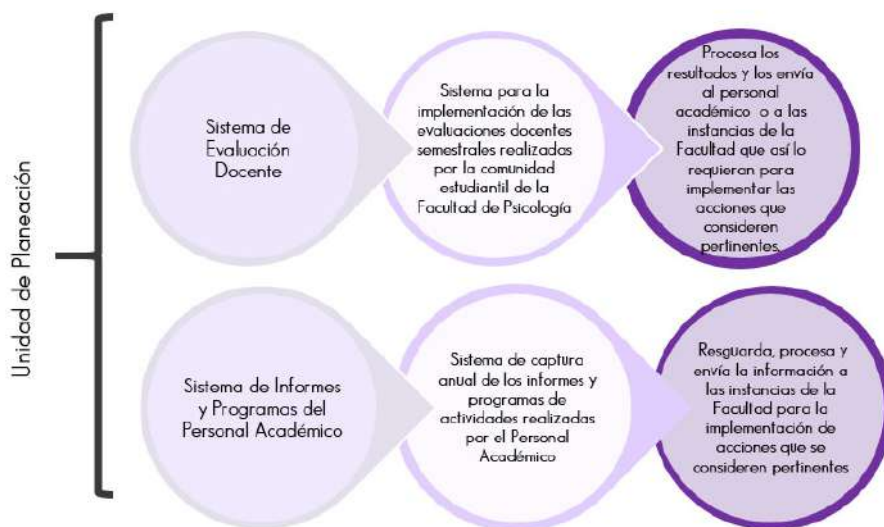 Unidad de Planeación
Sistema de
Evaluación
Docente
Sistema para la
implementación de las
evaluaciones docentes
semestrales realizadas
por la comunidad
estudiantil de la
Facultad de Psicología
Procesa los
resultados y los envía
al personal
académico o a las
instancias de la
Facultad que así lo
requieran para
implementar las
acciones que
consideren
pertinentes.
Sistema de Informes
y Programas del
Personal Académico
Sistema de captura
anual de los informes y
programas de
actividades realizadas
por el Personal
Académico
Resguarda, procesa y
envía la información a
las instancias de la
Facultad para la
implementación de
acciones que se
consideren pertinentes